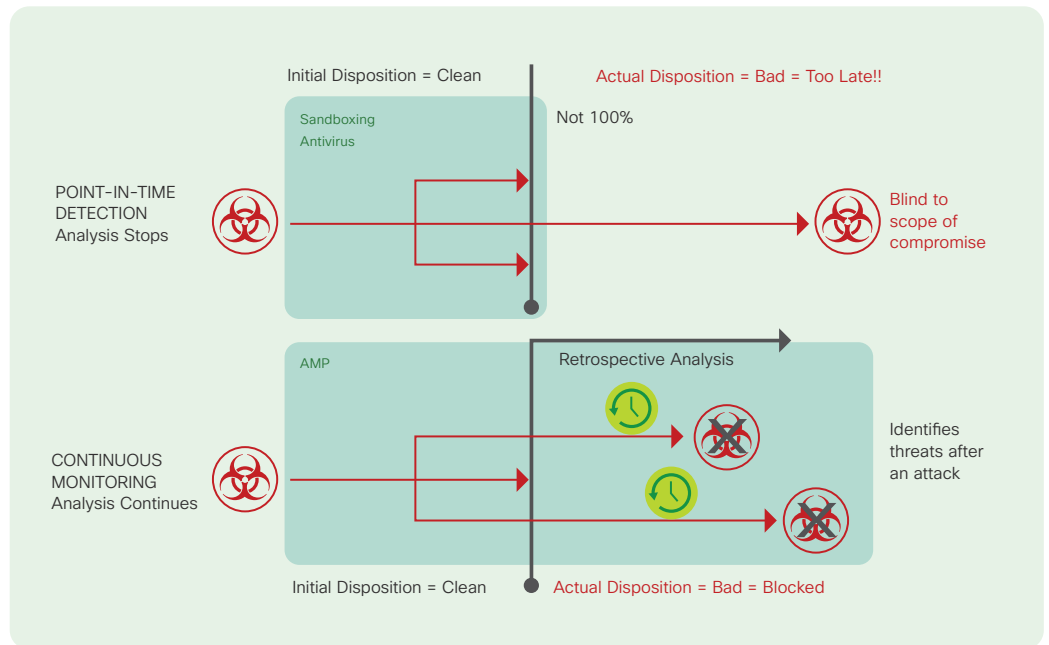 Initial Disposition = Clean
Actual Disposition = Bad = Too Late!!
Sandboxing
Antivirus
Not 100%
POINT-IN-TIME
DETECTION
Analysis Stops
Blind to
scope of
compromise
AMP
Retrospective Analysis
CONTINUOUS
MONITORING
Analysis Continues
Identifies
threats after
an attack
Initial Disposition = Clean
Actual Disposition = Bad = Blocked